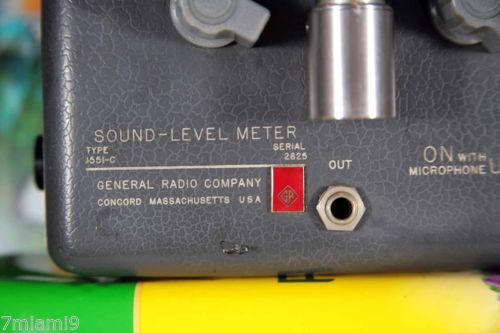 SOUND-LEVEL METER
TYPE
1551-C
SERIAL
2625
GENERAL RADIO COMPANY
CONCORD MASSACHUSETTS USA
GR
OUT
ON WITH
MICROPHONE U
7miami9